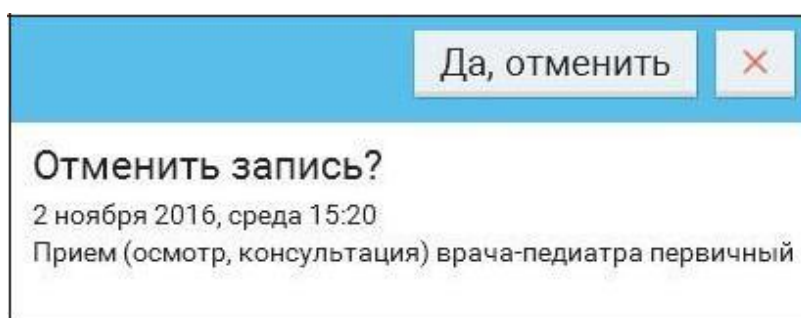 Да, отменить
Отменить запись?
2 ноября 2016, среда 15:20
Прием (осмотр, консультация) врача-педиатра первичный